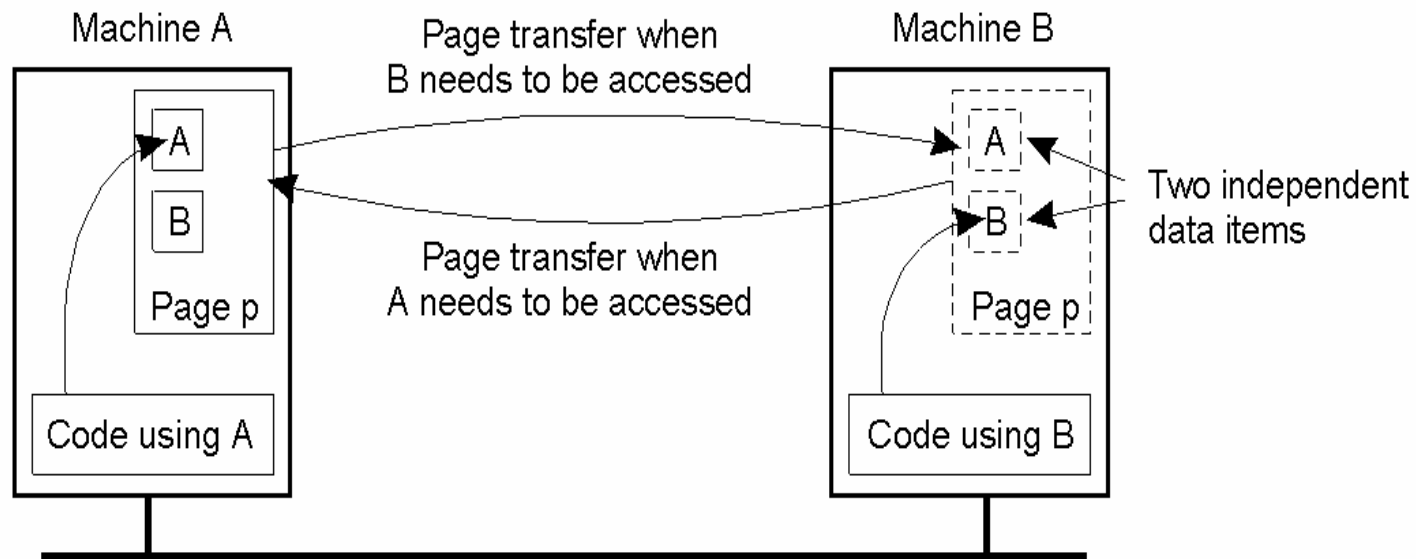 Machine A
Page transfer when
B needs to be accessed
Machine B
A
B
Page p
Code using A
Page transfer when
A needs to be accessed
A
B
Page p
Code using B
Two independent
data items